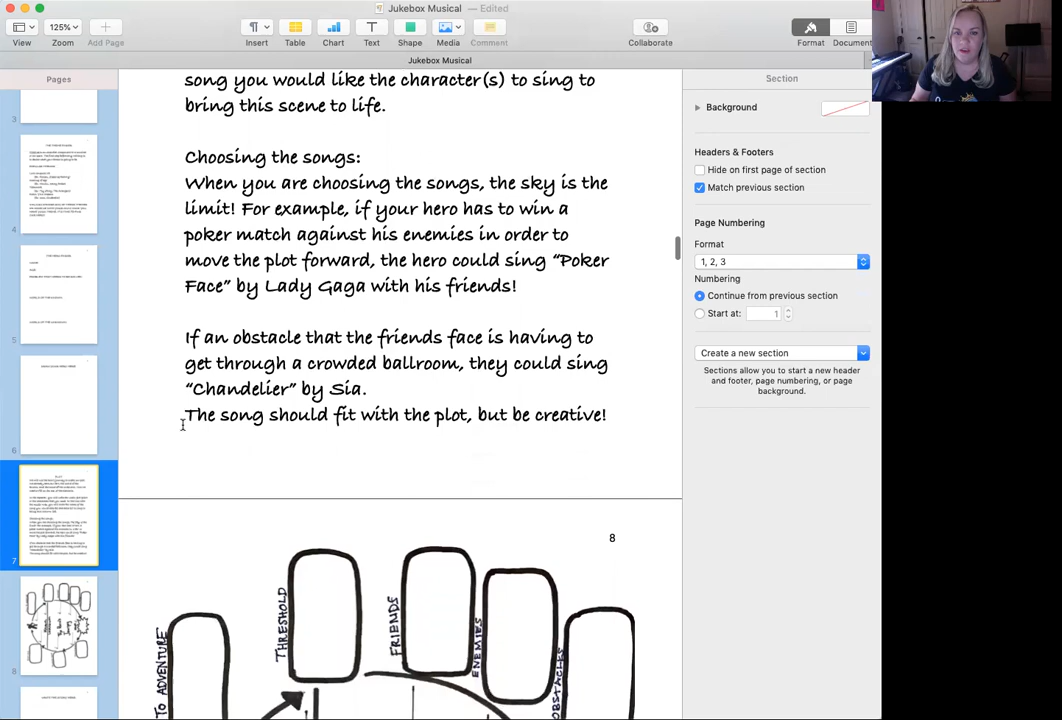 Jukebox Musical — Edited
125%
View
Zoom
Add Page
Insert
Table
Chart
Text
Shape
Media
Comment
Collaborate
Format
Document
Jukebox Musical
Pages
3
4
5
6
7
8
song you would like the character(s) to sing to
bring this scene to life.
Choosing the songs:
When you are choosing the songs, the sky is the
limit! For example, if your hero has to win a
poker match against his enemies in order to
move the plot forward, the hero could sing “Poker
Face” by Lady Gaga with his friends!
If an obstacle that the friends face is having to
get through a crowded ballroom, they could sing
“Chandelier” by Sia.
The song should fit with the plot, but be creative!
8
TO ADVENTURE
THRESHOLD
FRIENDS
ENEMIES
OBSTACLES
Section
Background
Headers & Footers
Hide on first page of section
Match previous section
Page Numbering
Format
1, 2, 3
Numbering
Continue from previous section
Start at: 1
Create a new section
Sections allow you to start a new header
and footer, page numbering, or page
background.